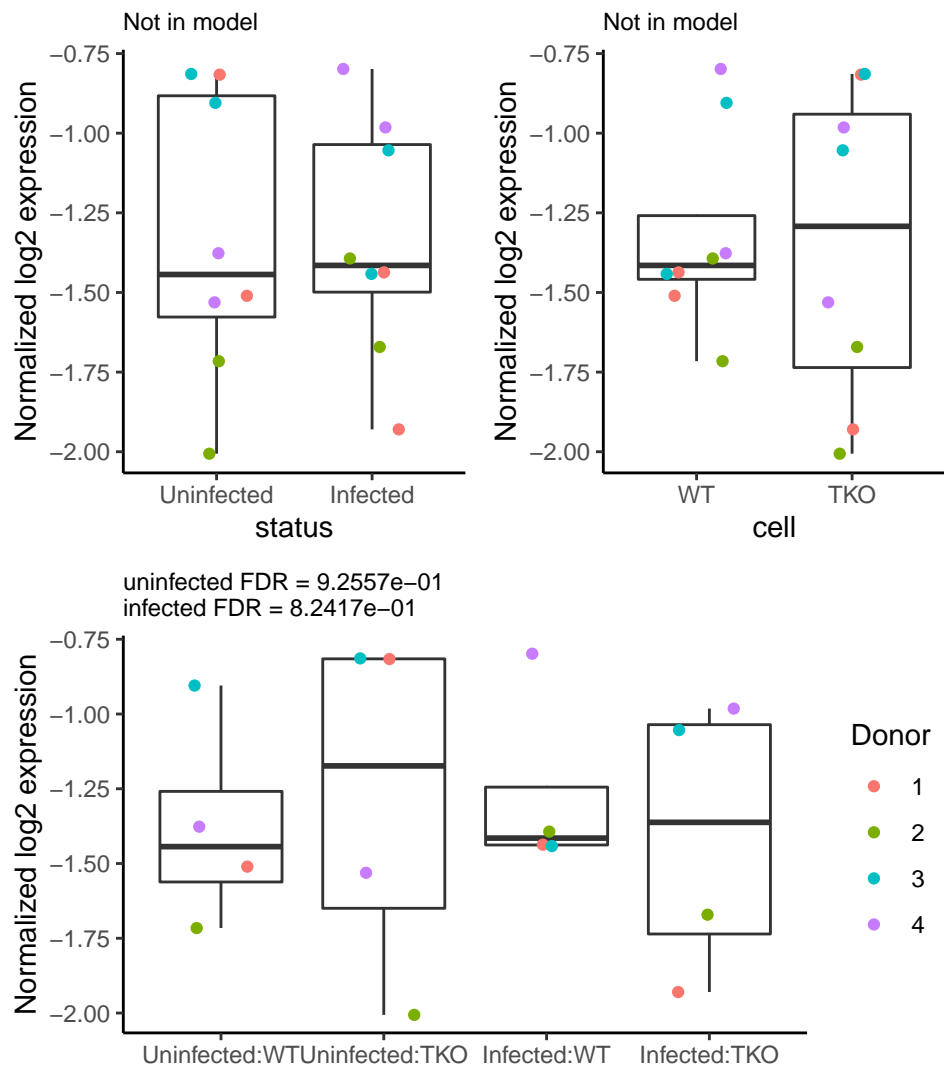 Not in model
Normalized log2 expression
−0.75
−1.00
−1.25
−1.50
−1.75
−2.00
Uninfected
Infected
status
Not in model
Normalized log2 expression
−0.75
−1.00
−1.25
−1.50
−1.75
−2.00
WT
TKO
cell
uninfected FDR = 9.2557e−01
infected FDR = 8.2417e−01
Normalized log2 expression
−0.75
−1.00
−1.25
−1.50
−1.75
−2.00
Uninfected:WT
Uninfected:TKO
Infected:WT
Infected:TKO
Donor
1
2
3
4